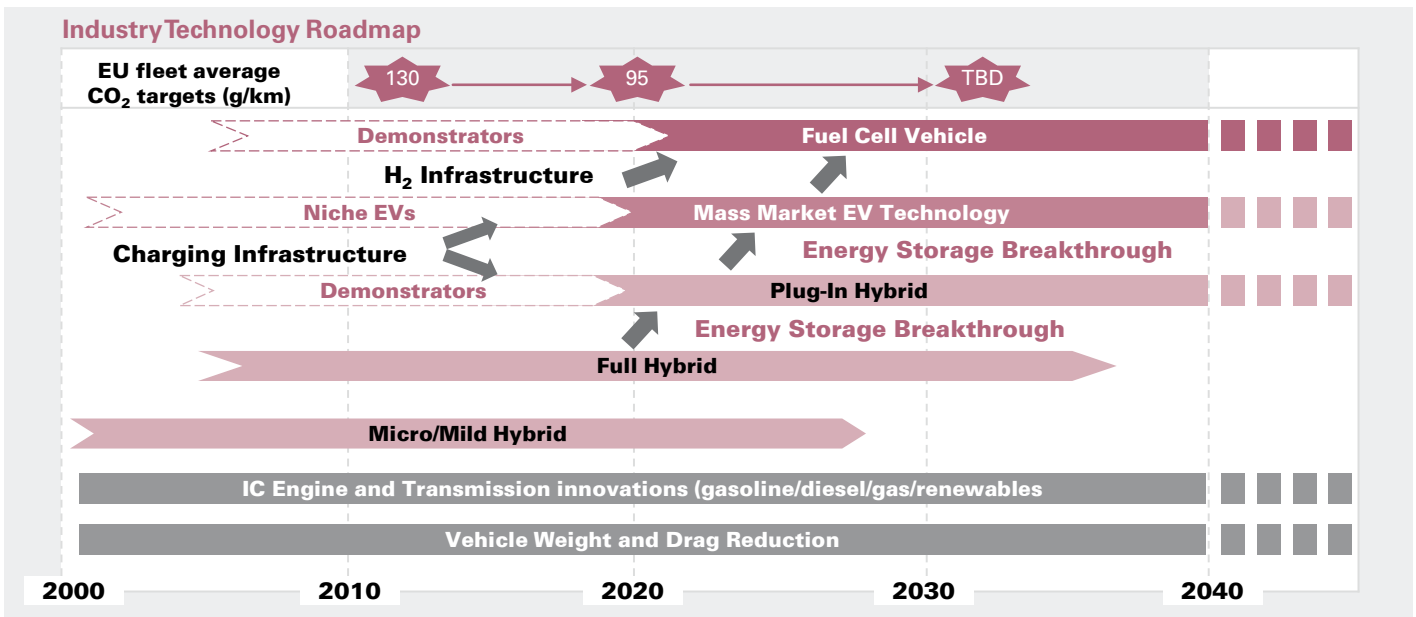 Industry Technology Roadmap
EU fleet average
CO₂ targets (g/km)
130
95
TBD
Demonstrators
Fuel Cell Vehicle
H₂ Infrastructure
Niche EVs
Mass Market EV Technology
Charging Infrastructure
Energy Storage Breakthrough
Demonstrators
Plug-In Hybrid
Energy Storage Breakthrough
Full Hybrid
Micro/Mild Hybrid
IC Engine and Transmission innovations (gasoline/diesel/gas/renewables
Vehicle Weight and Drag Reduction
2000
2010
2020
2030
2040